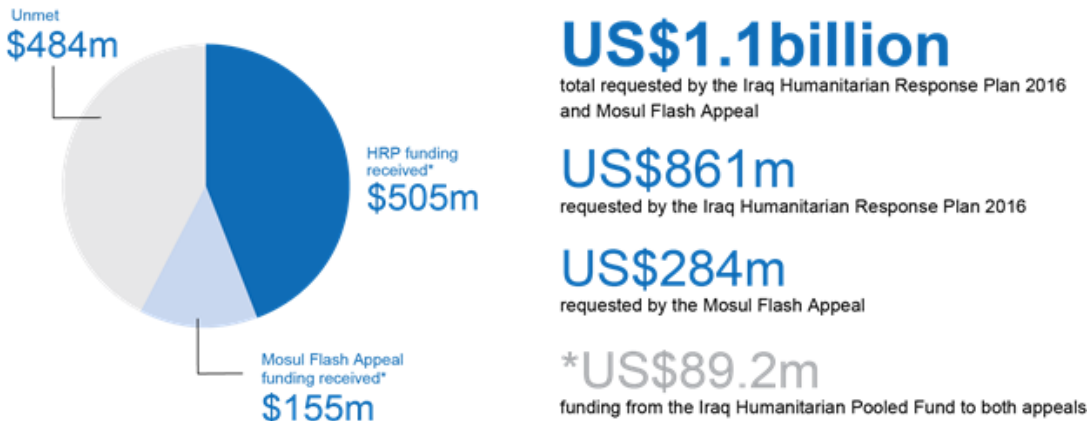 Unmet
$484m
HRP funding
received*
$505m
Mosul Flash Appeal
funding received*
$155m
US$1.1billion
total requested by the Iraq Humanitarian Response Plan 2016
and Mosul Flash Appeal
US$861m
requested by the Iraq Humanitarian Response Plan 2016
US$284m
requested by the Mosul Flash Appeal
*US$89.2m
funding from the Iraq Humanitarian Pooled Fund to both appeals